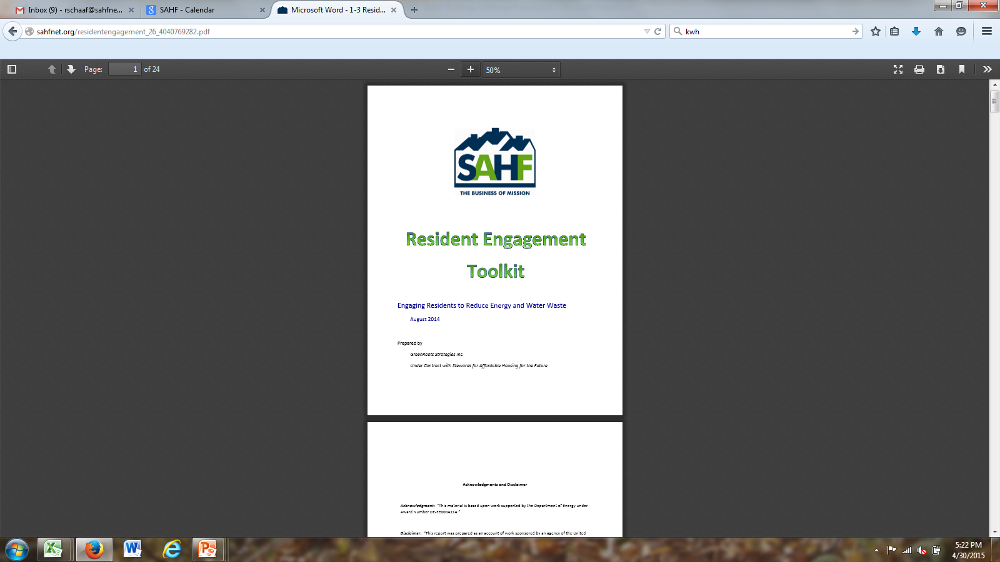 Inbox (9) - rschaaf@sahfne...
SAHF - Calendar
Microsoft Word - 1-3 Resid...
sahfnet.org/residentengagement_26_4040769282.pdf
kwh
Page: 1 of 24
50%
SAHF
THE BUSINESS OF MISSION
Resident Engagement
Toolkit
Engaging Residents to Reduce Energy and Water Waste
August 2014
Prepared by
GreenRoots Strategies Inc.
Under Contract with Stewards for Affordable Housing for the Future
Acknowledgments and Disclaimer
Acknowledgment: "This material is based upon work supported by the Department of Energy under
Award Number DE-EE0004214."
Disclaimer: "This report was prepared as an account of work sponsored by an agency of the United
5:22 PM
4/30/2015